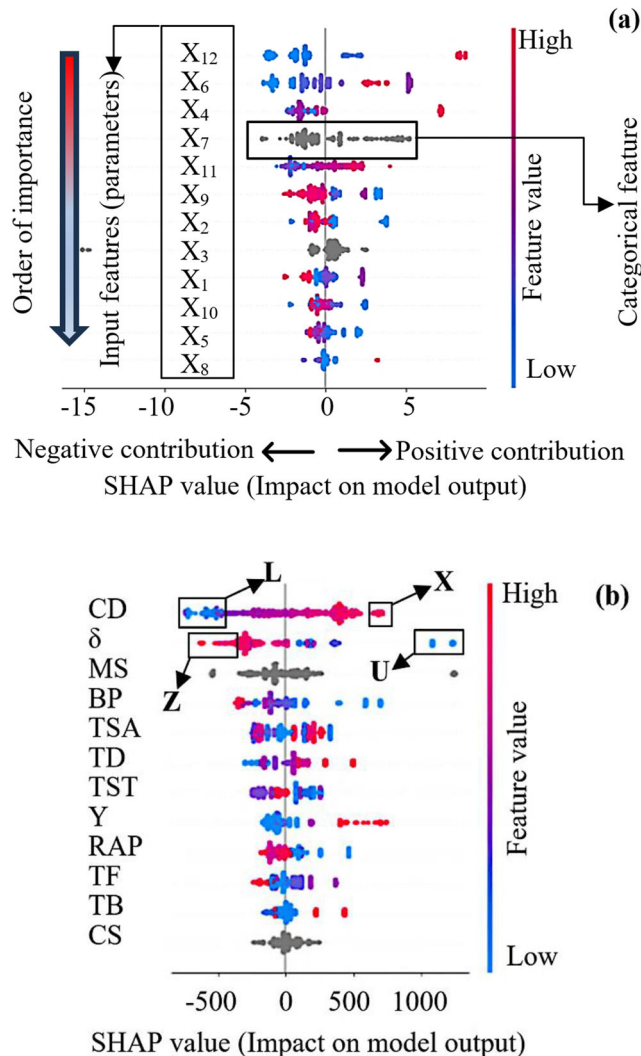 (a)
High
X12
X6
X4
X7
X11
X9
X2
X3
X1
X10
X5
X8
Order of importance
Input features (parameters)
Feature value
Categorical feature
Low
-15
-10
-5
0
5
Negative contribution
Positive contribution
SHAP value (Impact on model output)
(b)
High
L
X
CD
δ
MS
U
Z
BP
TSA
TD
TST
Y
RAP
TF
TB
CS
Feature value
Low
-500
0
500
1000
SHAP value (Impact on model output)